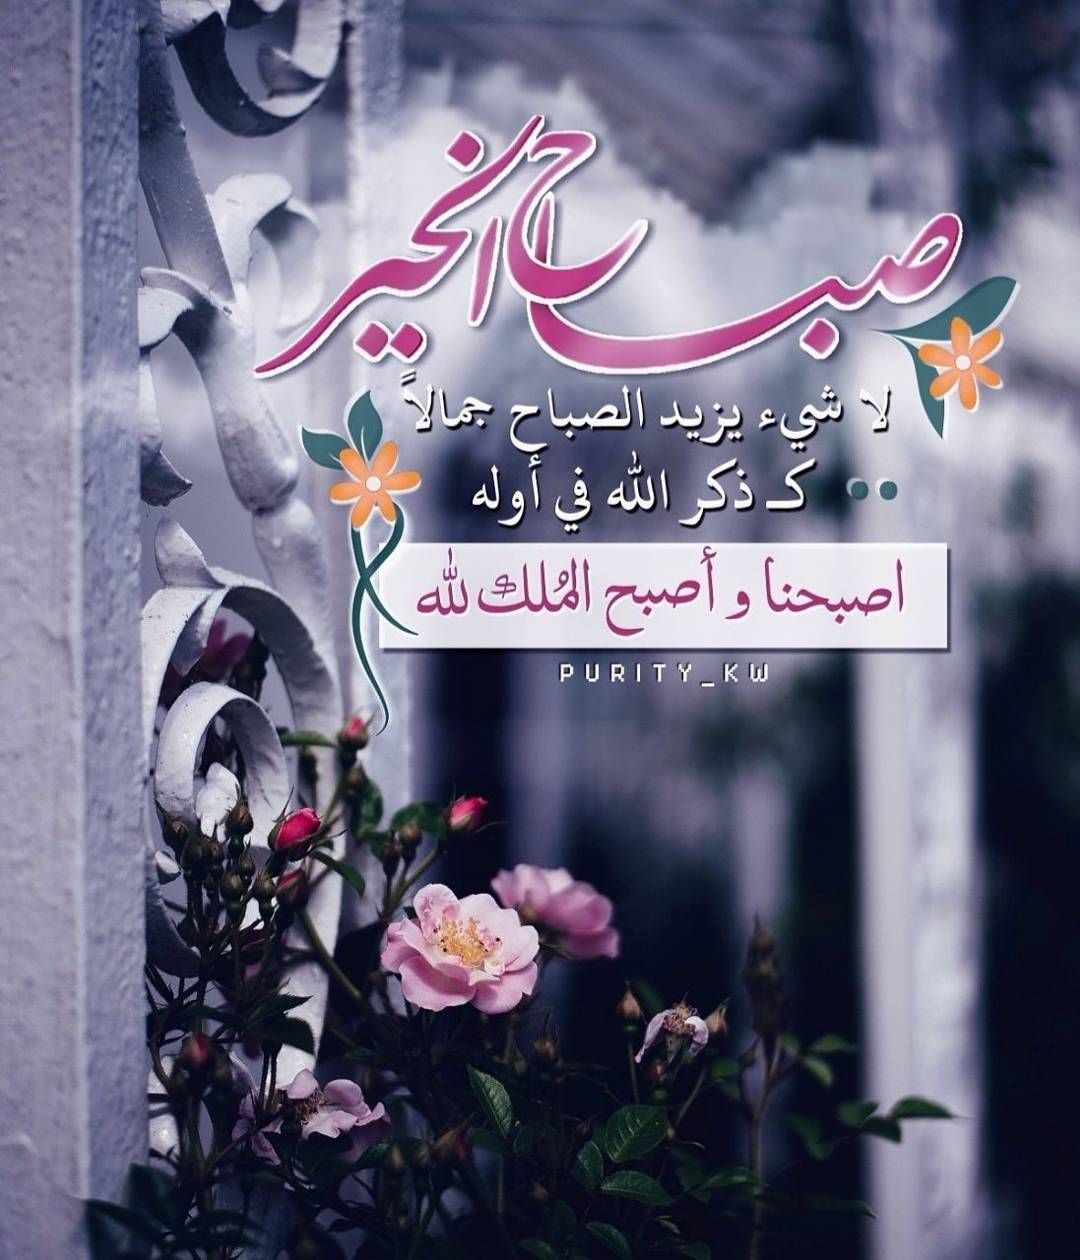 صباح الخير
لا شيء يزيد الصباح جمالاً
كـ ذكر الله في أوله ..
اصبحنا و أصبح المُلك لله
PURITY_KW